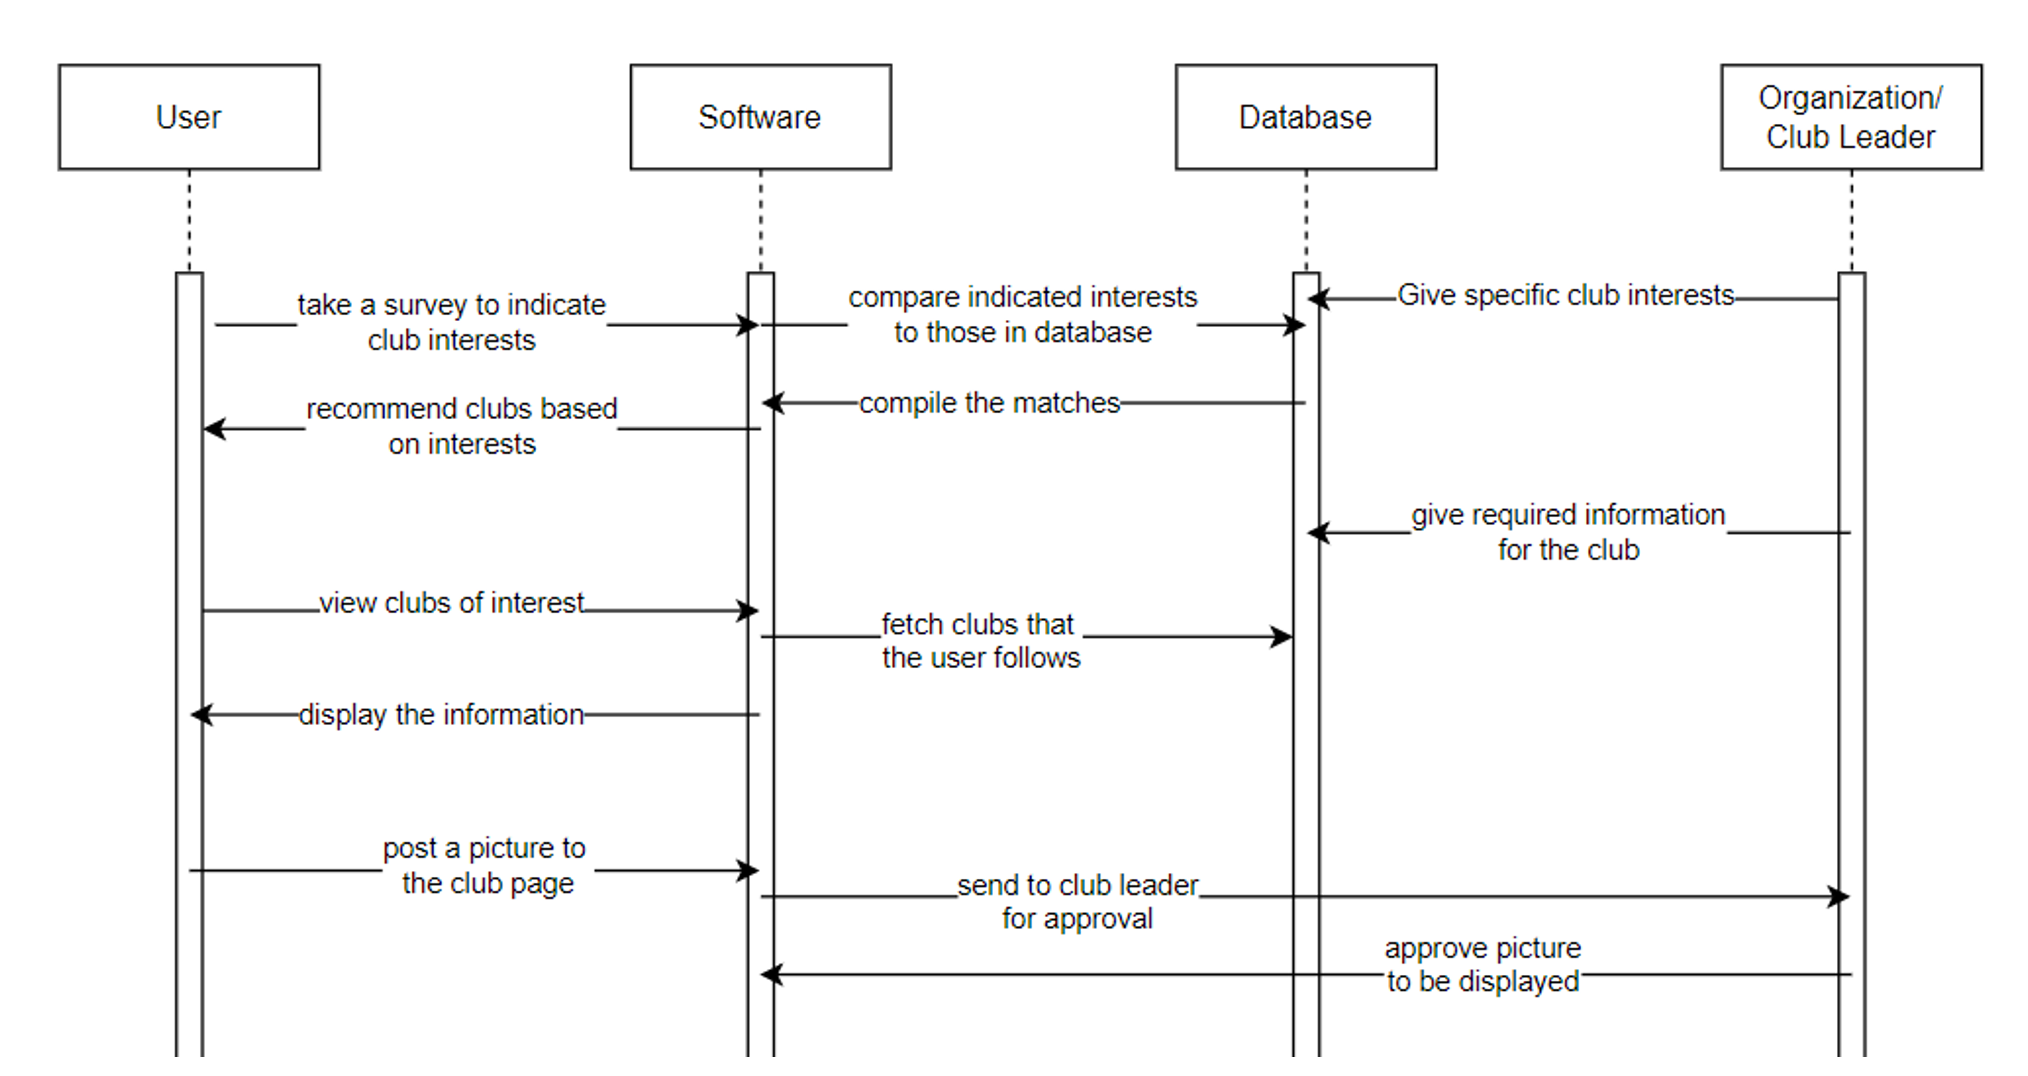 User
Software
Database
Organization/
Club Leader
take a survey to indicate
club interests
compare indicated interests
to those in database
Give specific club interests
recommend clubs based
on interests
compile the matches
give required information
for the club
view clubs of interest
fetch clubs that
the user follows
display the information
post a picture to
the club page
send to club leader
for approval
approve picture
to be displayed